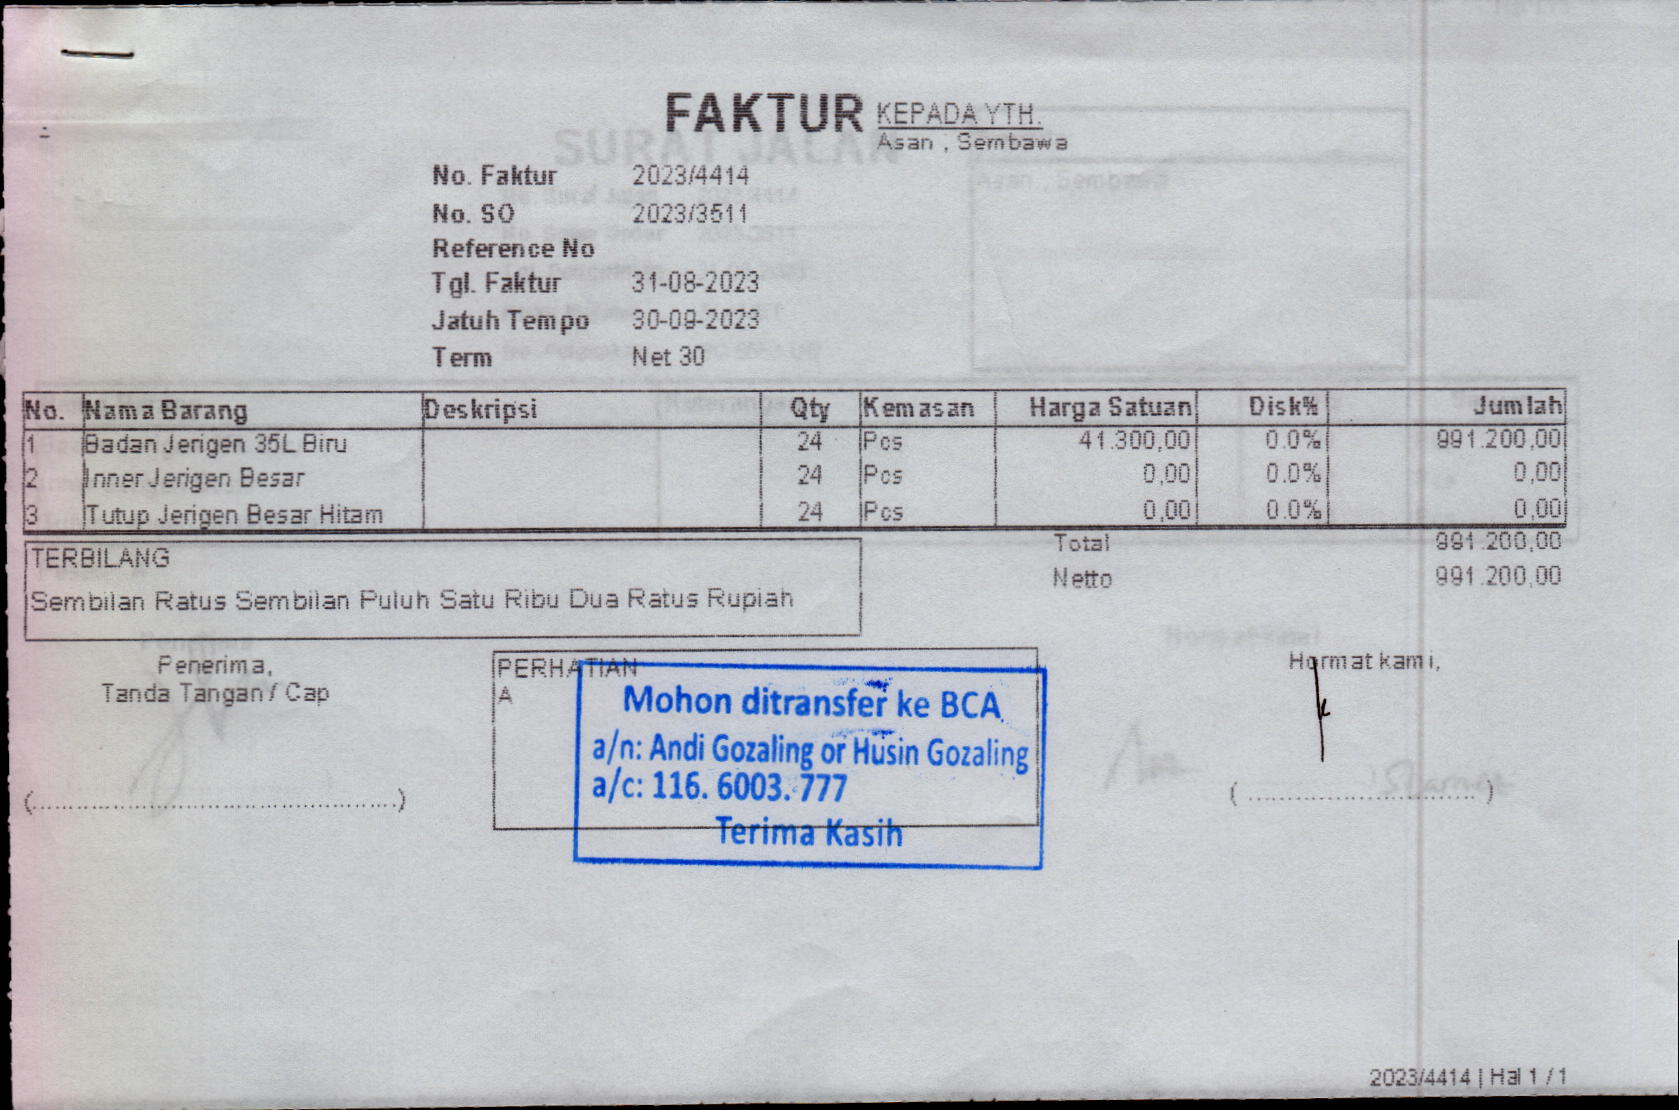 FAKTUR
KEPADA YTH.
Asan , Sembawa
No. Faktur 2023/4414
No. SO 2023/3511
Reference No
Tgl. Faktur 31-08-2023
Jatuh Tempo 30-09-2023
Term Net 30
No. Nama Barang Deskripsi Qty Kemasan Harga Satuan Disk% Jumlah
1 Badan Jerigen 35L Biru 24 Pcs 41.300,00 0.0% 991.200,00
2 Inner Jerigen Besar 24 Pcs 0,00 0.0% 0,00
3 Tutup Jerigen Besar Hitam 24 Pcs 0,00 0.0% 0,00
Total 991.200,00
Netto 991.200,00
TERBILANG
Sembilan Ratus Sembilan Puluh Satu Ribu Dua Ratus Rupiah
Penerima,
Tanda Tangan / Cap
(..............................................)
PERHATIAN
A
Mohon ditransfer ke BCA
a/n: Andi Gozaling or Husin Gozaling
a/c: 116. 6003. 777
Terima Kasih
Hormat kami,
( ............................. )
SURAT JALAN
Asan , Sembawa
2023/4414 | Hal 1 / 1